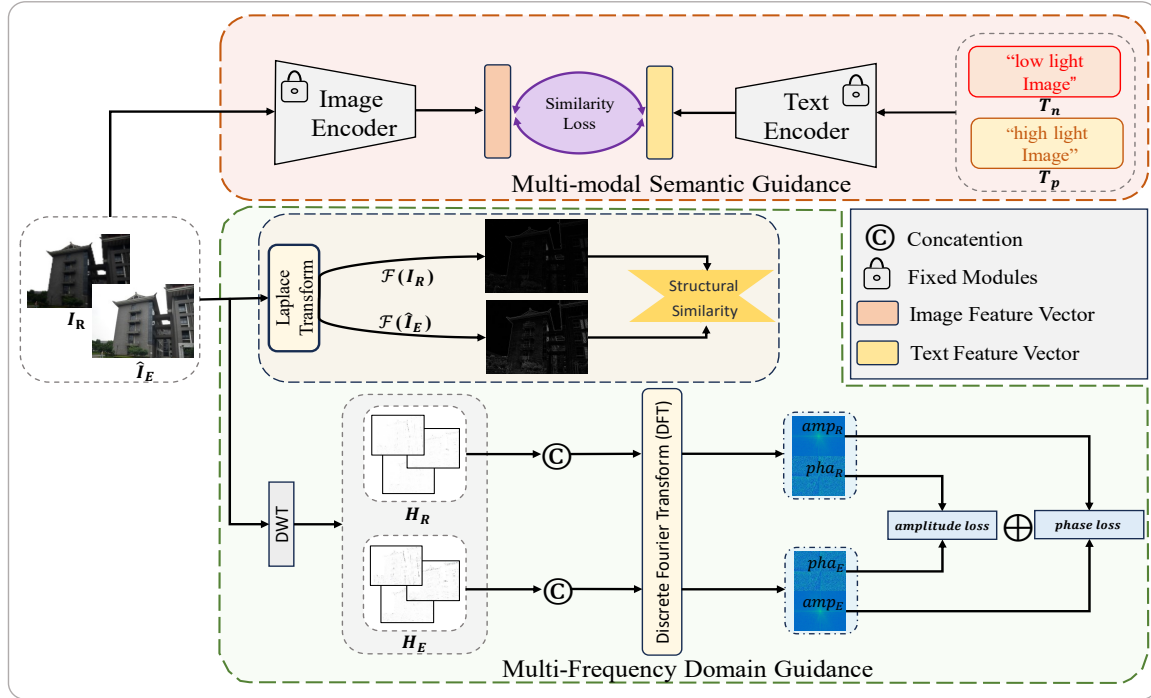 “low light
Image”
T_n
“high light
Image”
T_p
Image
Encoder
Similarity
Loss
Text
Encoder
Multi-modal Semantic Guidance
I_R
Î_E
Laplace
Transform
ℱ(I_R)
ℱ(Î_E)
Structural
Similarity
C Concatention
Fixed Modules
Image Feature Vector
Text Feature Vector
DWT
H_R
H_E
C
C
Discrete Fourier Transform (DFT)
amp_R
pha_R
pha_E
amp_E
amplitude loss
phase loss
Multi-Frequency Domain Guidance